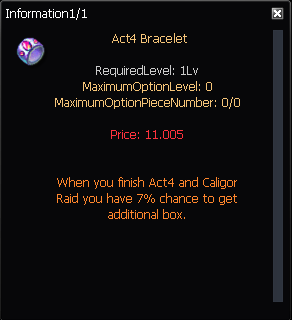 Information1/1
Act4 Bracelet
RequiredLevel: 1Lv
MaximumOptionLevel: 0
MaximumOptionPieceNumber: 0/0
Price: 11.005
When you finish Act4 and Caligor
Raid you have 7% chance to get
additional box.